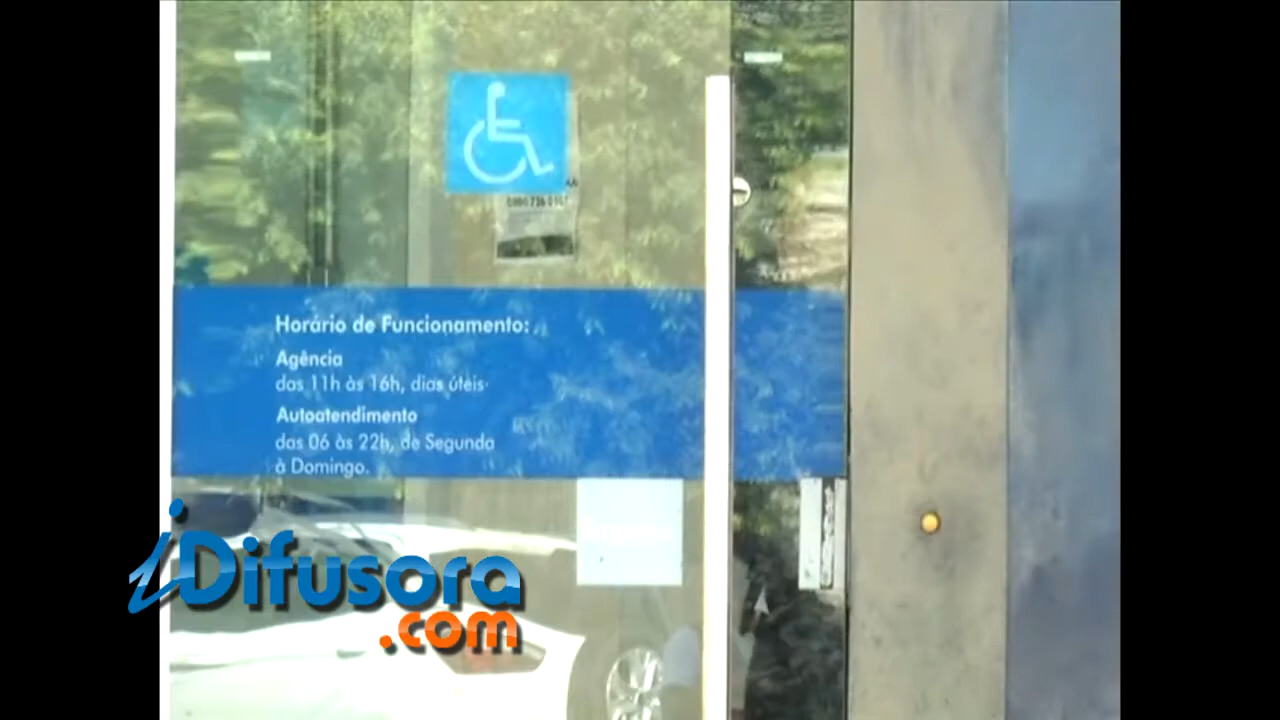 Horário de Funcionamento:
Agência
das 11h às 16h, dias úteis
Autoatendimento
das 06 às 22h, de Segunda
à Domingo.
iDifusora
.com